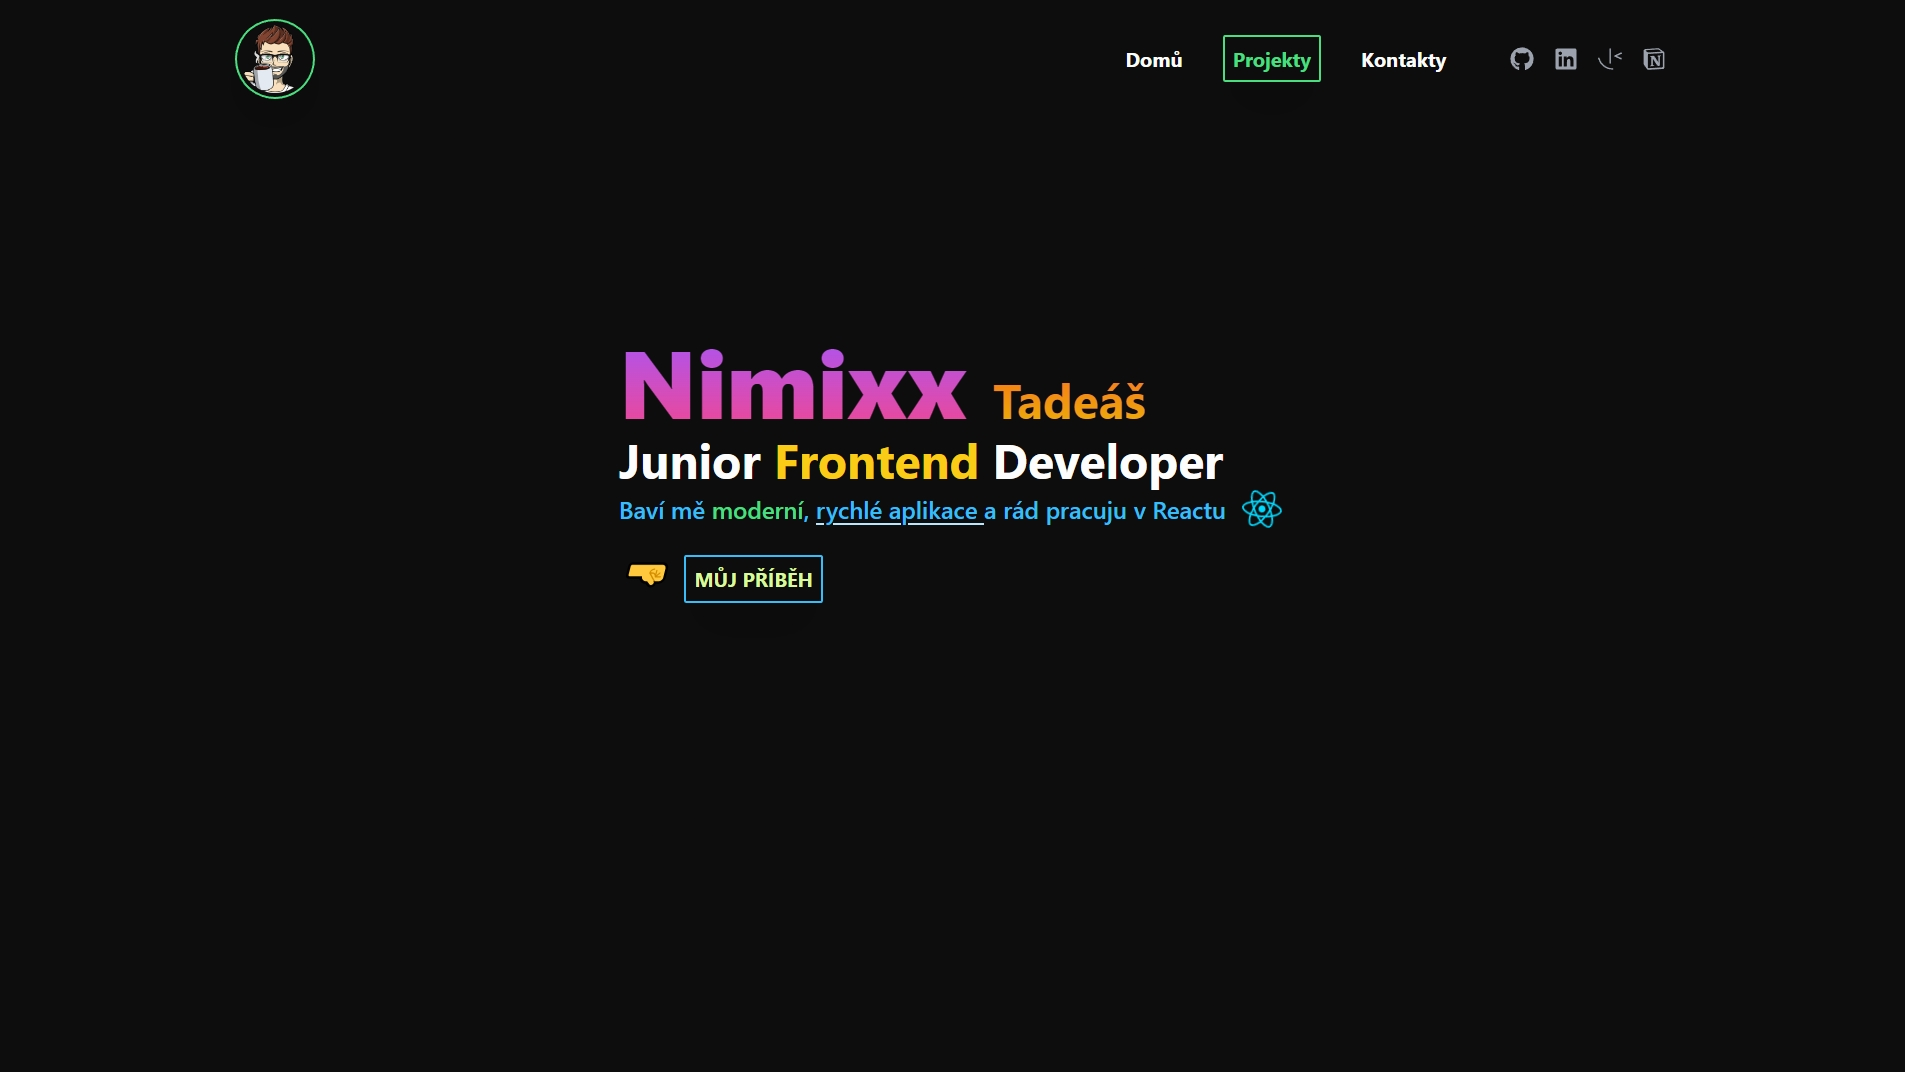 Domů Projekty Kontakty
Nimixx Tadeáš
Junior Frontend Developer
Baví mě moderní, rychlé aplikace a rád pracuju v Reactu
MŮJ PŘÍBĚH